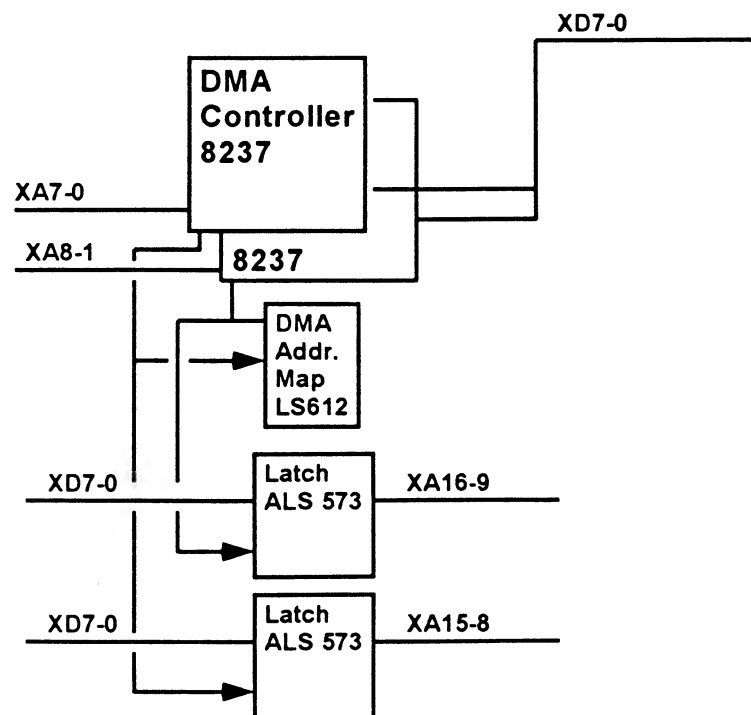 XD7-0
DMA
Controller
8237
XA7-0
XA8-1
8237
DMA
Addr.
Map
LS612
XD7-0
Latch
ALS 573
XA16-9
XD7-0
Latch
ALS 573
XA15-8